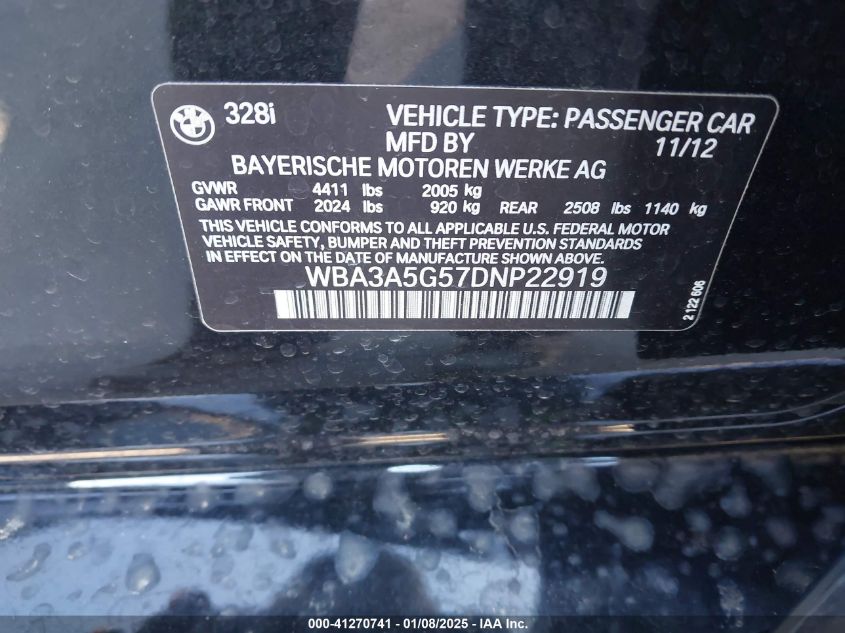 328i VEHICLE TYPE: PASSENGER CAR
MFD BY 11/12
BAYERISCHE MOTOREN WERKE AG
GVWR 4411 lbs 2005 kg
GAWR FRONT 2024 lbs 920 kg REAR 2508 lbs 1140 kg
THIS VEHICLE CONFORMS TO ALL APPLICABLE U.S. FEDERAL MOTOR
VEHICLE SAFETY, BUMPER AND THEFT PREVENTION STANDARDS
IN EFFECT ON THE DATE OF MANUFACTURE SHOWN ABOVE.
WBA3A5G57DNP22919
2 122 606
000-41270741 - 01/08/2025 - IAA Inc.